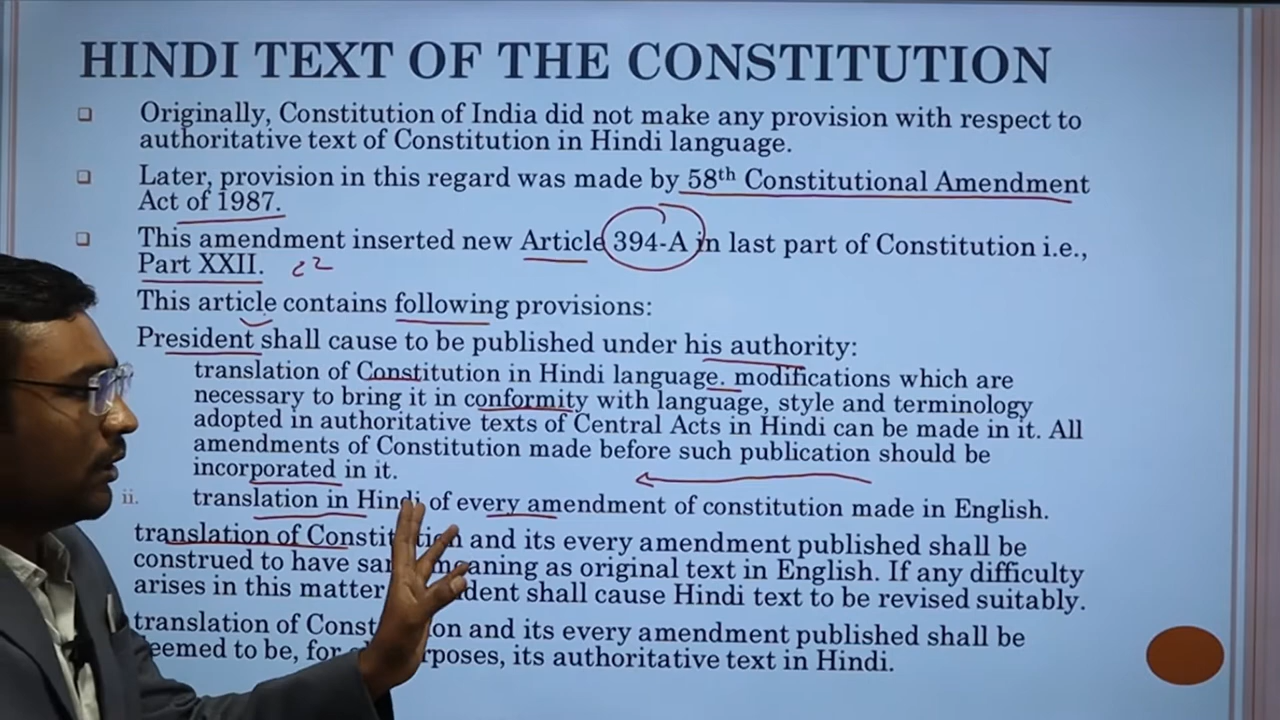 HINDI TEXT OF THE CONSTITUTION
Originally, Constitution of India did not make any provision with respect to
authoritative text of Constitution in Hindi language.
Later, provision in this regard was made by 58th Constitutional Amendment
Act of 1987.
This amendment inserted new Article 394-A in last part of Constitution i.e.,
Part XXII. 22
This article contains following provisions:
President shall cause to be published under his authority:
translation of Constitution in Hindi language. modifications which are
necessary to bring it in conformity with language, style and terminology
adopted in authoritative texts of Central Acts in Hindi can be made in it. All
amendments of Constitution made before such publication should be
incorporated in it.
ii. translation in Hindi of every amendment of constitution made in English.
translation of Constitution and its every amendment published shall be
construed to have meaning as original text in English. If any difficulty
arises in this matter shall cause Hindi text to be revised suitably.
translation of and its every amendment published shall be
to be, for its authoritative text in Hindi.